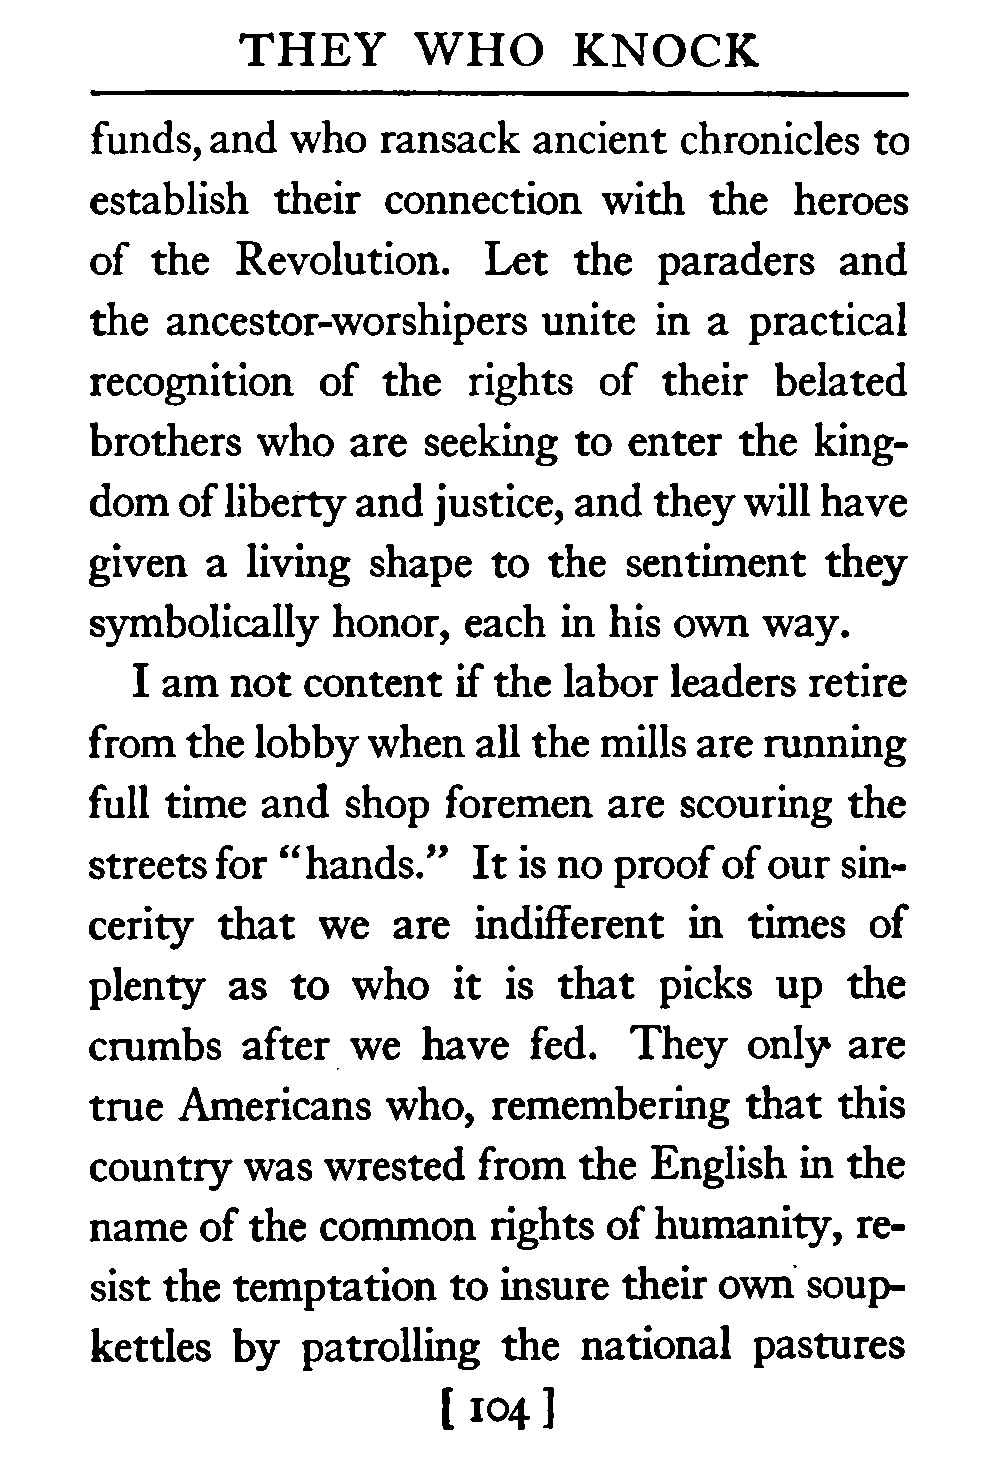 THEY WHO KNOCK
funds, and who ransack ancient chronicles to
establish their connection with the heroes
of the Revolution. Let the paraders and
the ancestor-worshipers unite in a practical
recognition of the rights of their belated
brothers who are seeking to enter the king-
dom of liberty and justice, and they will have
given a living shape to the sentiment they
symbolically honor, each in his own way.
I am not content if the labor leaders retire
from the lobby when all the mills are running
full time and shop foremen are scouring the
streets for “hands.” It is no proof of our sin-
cerity that we are indifferent in times of
plenty as to who it is that picks up the
crumbs after we have fed. They only are
true Americans who, remembering that this
country was wrested from the English in the
name of the common rights of humanity, re-
sist the temptation to insure their own soup-
kettles by patrolling the national pastures
[ 104 ]